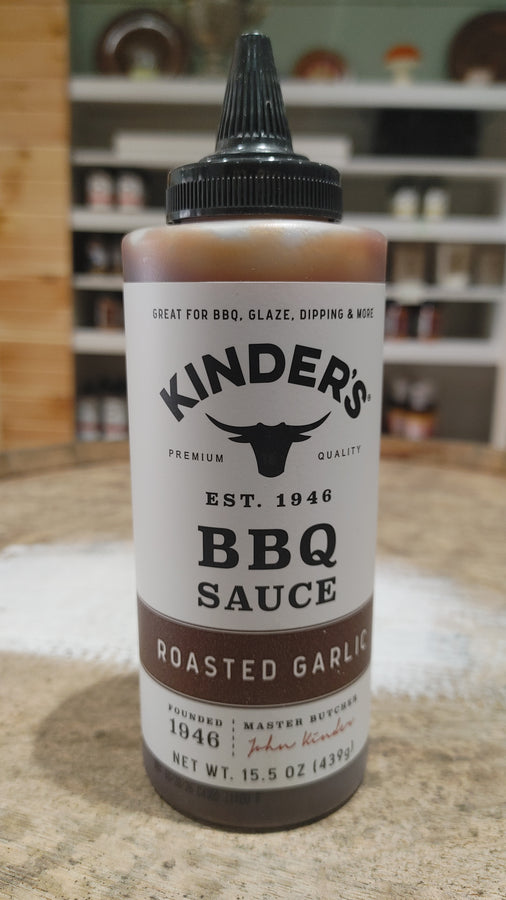 GREAT FOR BBQ, GLAZE, DIPPING & MORE
KINDER'S®
PREMIUM QUALITY
EST. 1946
BBQ
SAUCE
ROASTED GARLIC
FOUNDED
1946
MASTER BUTCHER
John Kinder
NET WT. 15.5 OZ (439g)